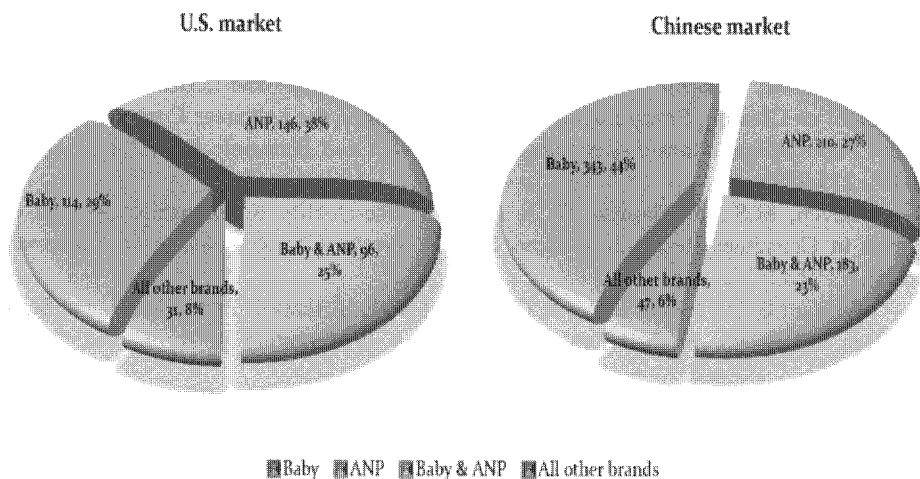 U.S. market
Chinese market
ANP, 146, 38%
Baby, 114, 29%
Baby & ANP, 96,
25%
All other brands,
31, 8%
ANP, 210, 27%
Baby, 343, 44%
Baby & ANP, 183,
23%
All other brands,
47, 6%
Baby ANP Baby & ANP All other brands